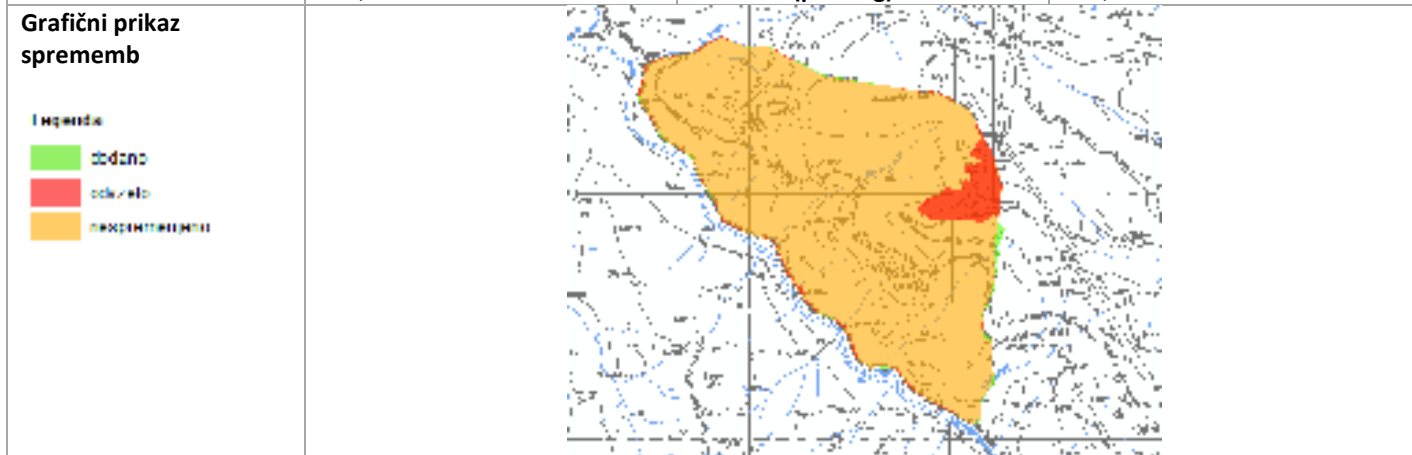 Grafični prikaz
sprememb
Legenda
dodano
odvzeto
nespremenjeno